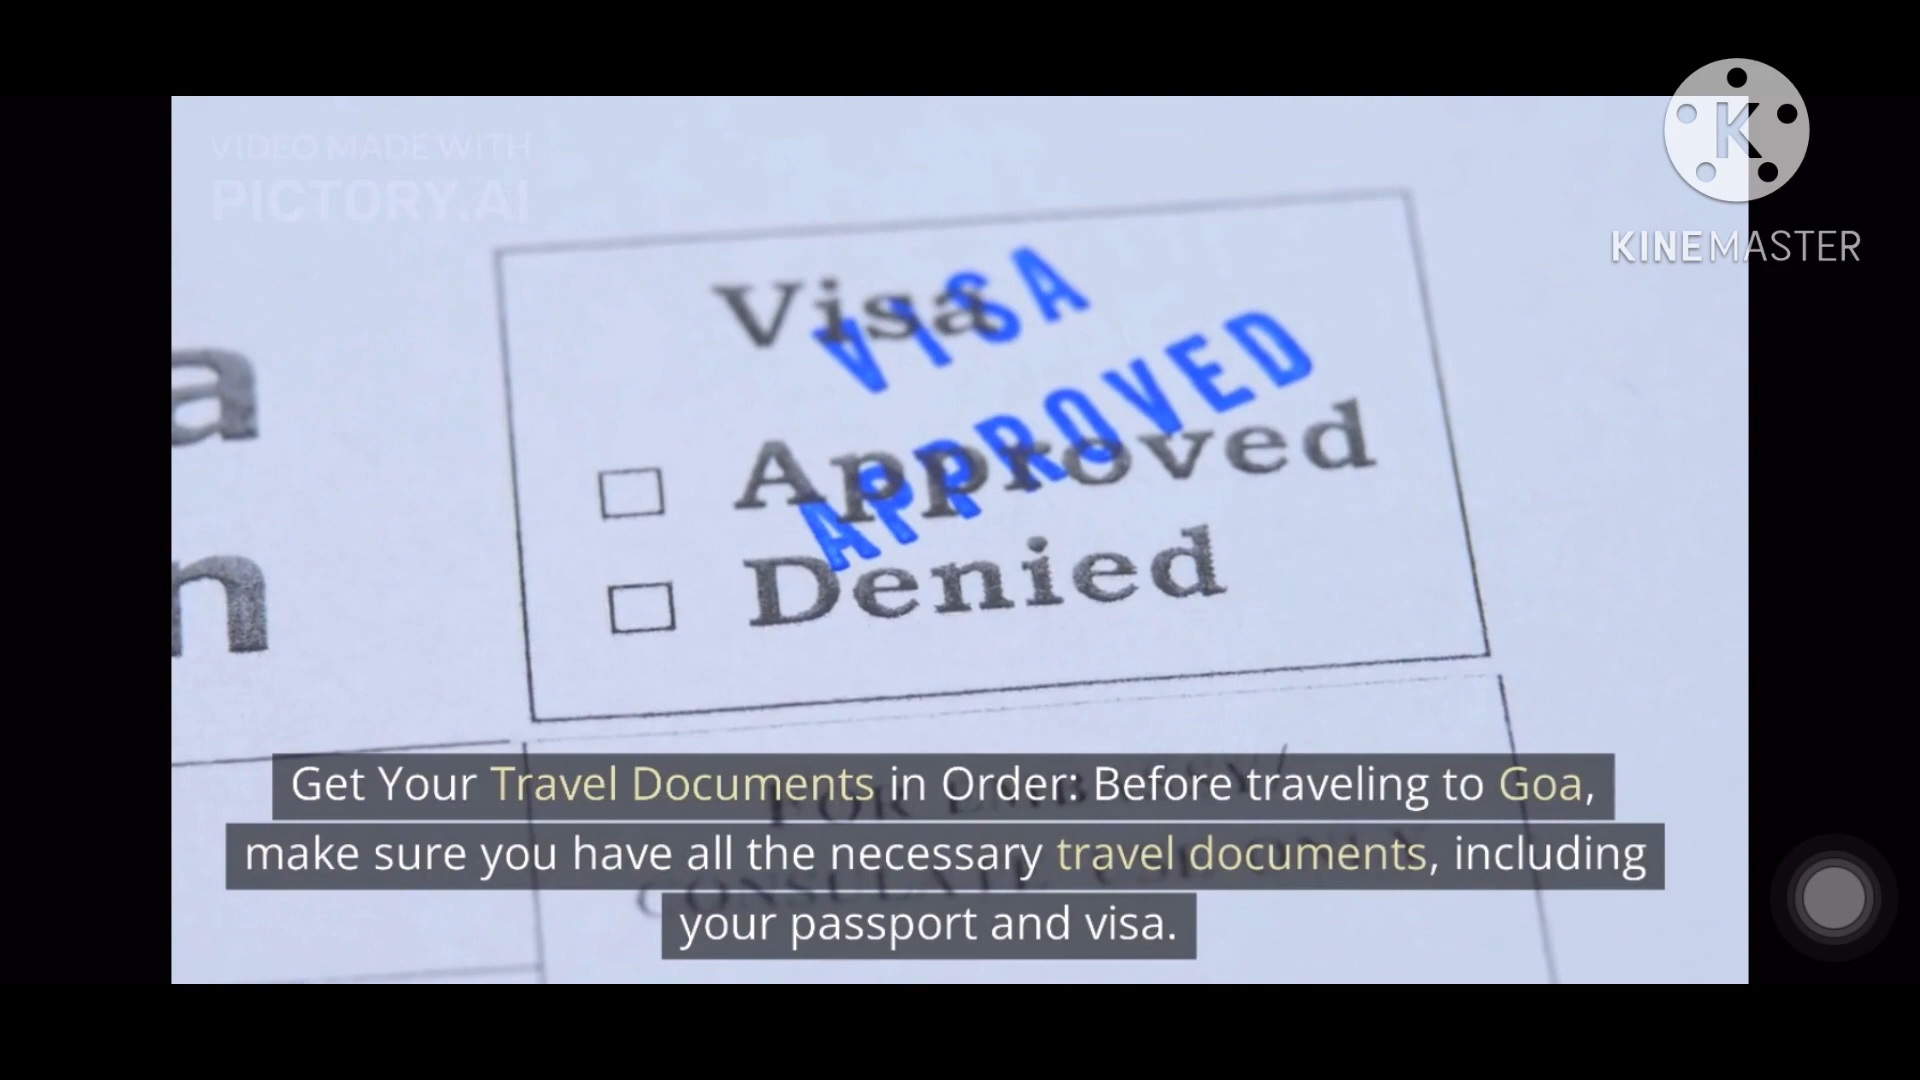 VIDEO MADE WITH
PICTORY.AI
K
KINEMASTER
a
n
Visa
VISA
APPROVED
Approved
Denied
Get Your Travel Documents in Order: Before traveling to Goa,
make sure you have all the necessary travel documents, including
your passport and visa.